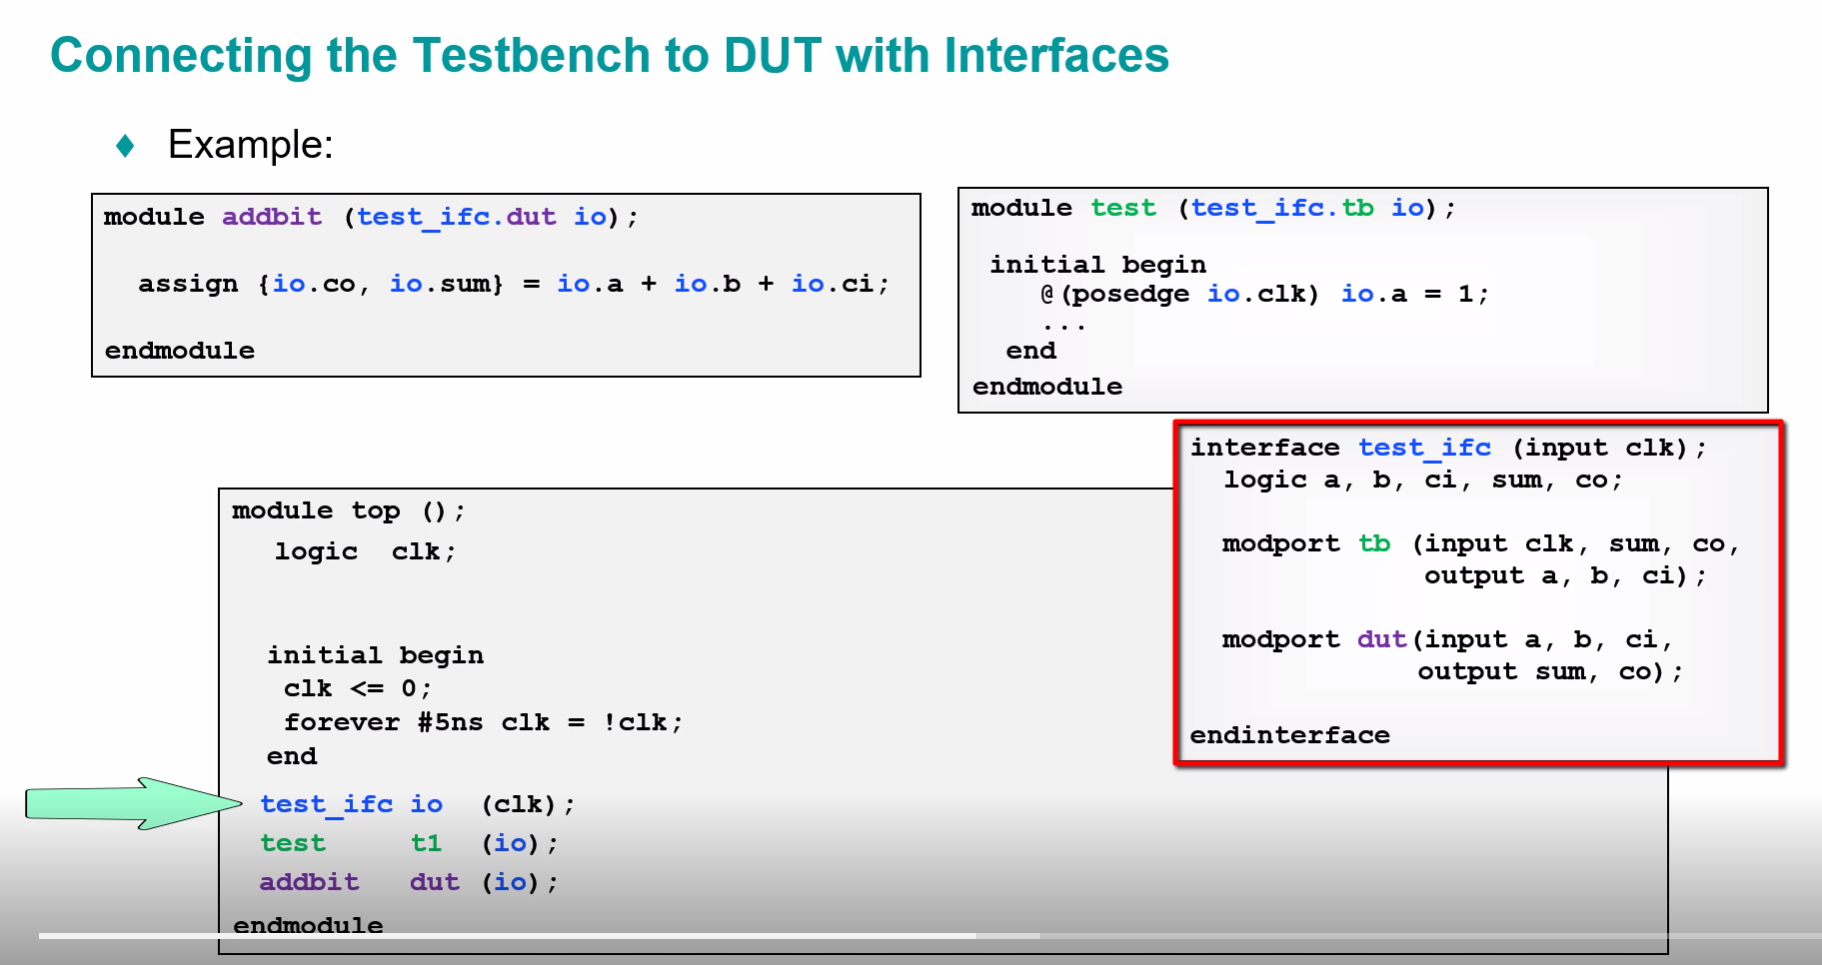 Connecting the Testbench to DUT with Interfaces
Example:
module addbit (test_ifc.dut io);
assign {io.co, io.sum} = io.a + io.b + io.ci;
endmodule
module test (test_ifc.tb io);
initial begin
@(posedge io.clk) io.a = 1;
...
end
endmodule
interface test_ifc (input clk);
logic a, b, ci, sum, co;
modport tb (input clk, sum, co,
output a, b, ci);
modport dut(input a, b, ci,
output sum, co);
endinterface
module top ();
logic clk;
initial begin
clk <= 0;
forever #5ns clk = !clk;
end
test_ifc io (clk);
test t1 (io);
addbit dut (io);
endmodule